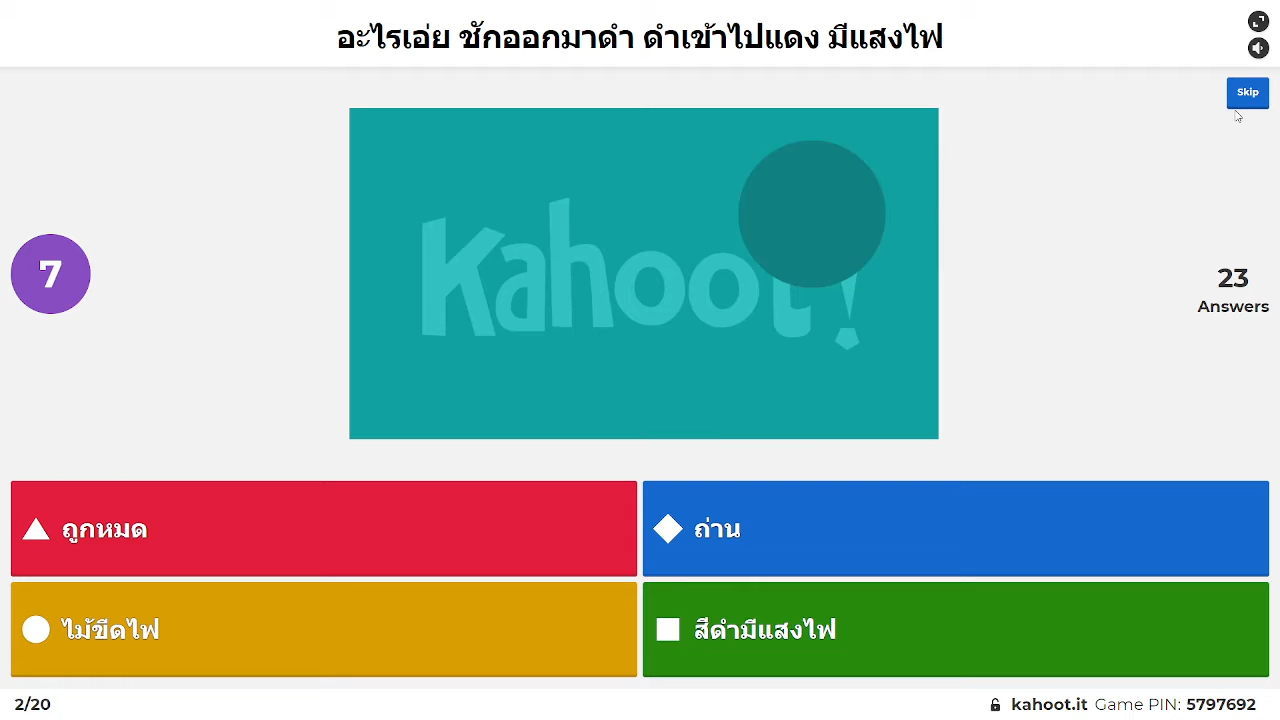 อะไรเอ่ย ชักออกมาดำ ดำเข้าไปแดง มีแสงไฟ
Skip
Kahoot!
7
23
Answers
ถูกหมด
ถ่าน
ไม้ขีดไฟ
สีดำมีแสงไฟ
2/20
kahoot.it Game PIN: 5797692